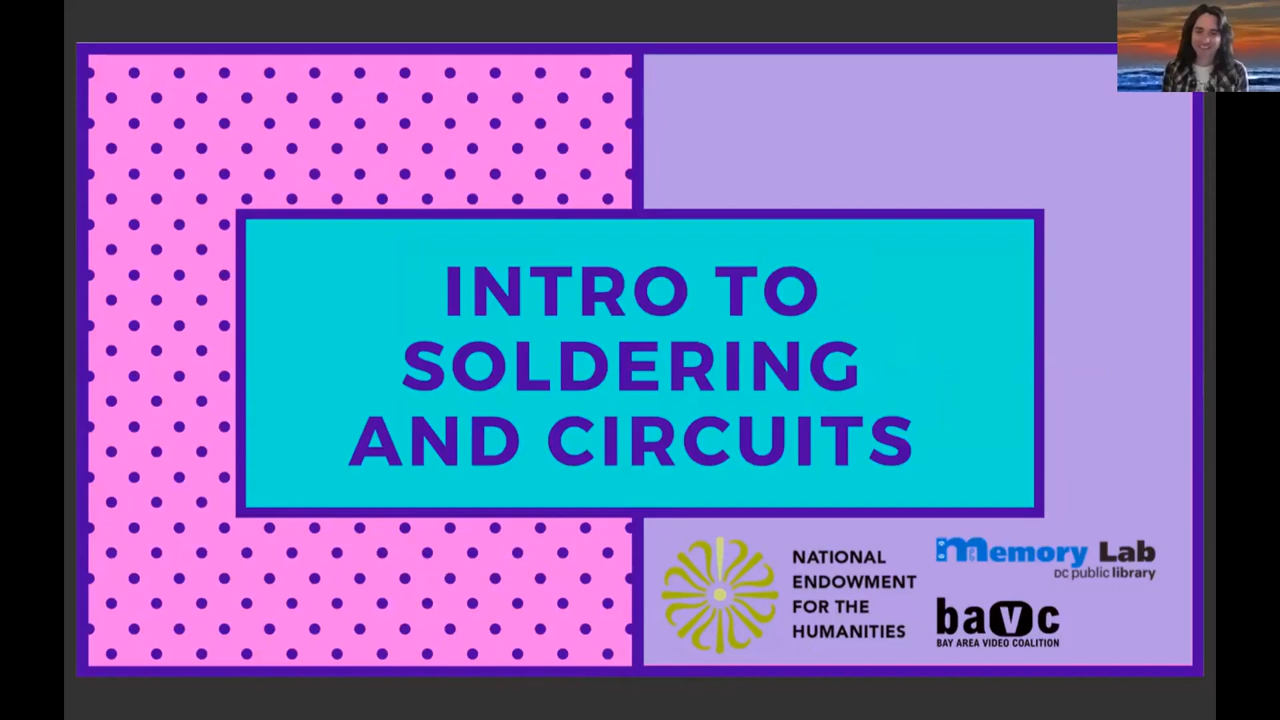 INTRO TO
SOLDERING
AND CIRCUITS
NATIONAL
ENDOWMENT
FOR THE
HUMANITIES
memory Lab
DC public library
bavc
BAY AREA VIDEO COALITION